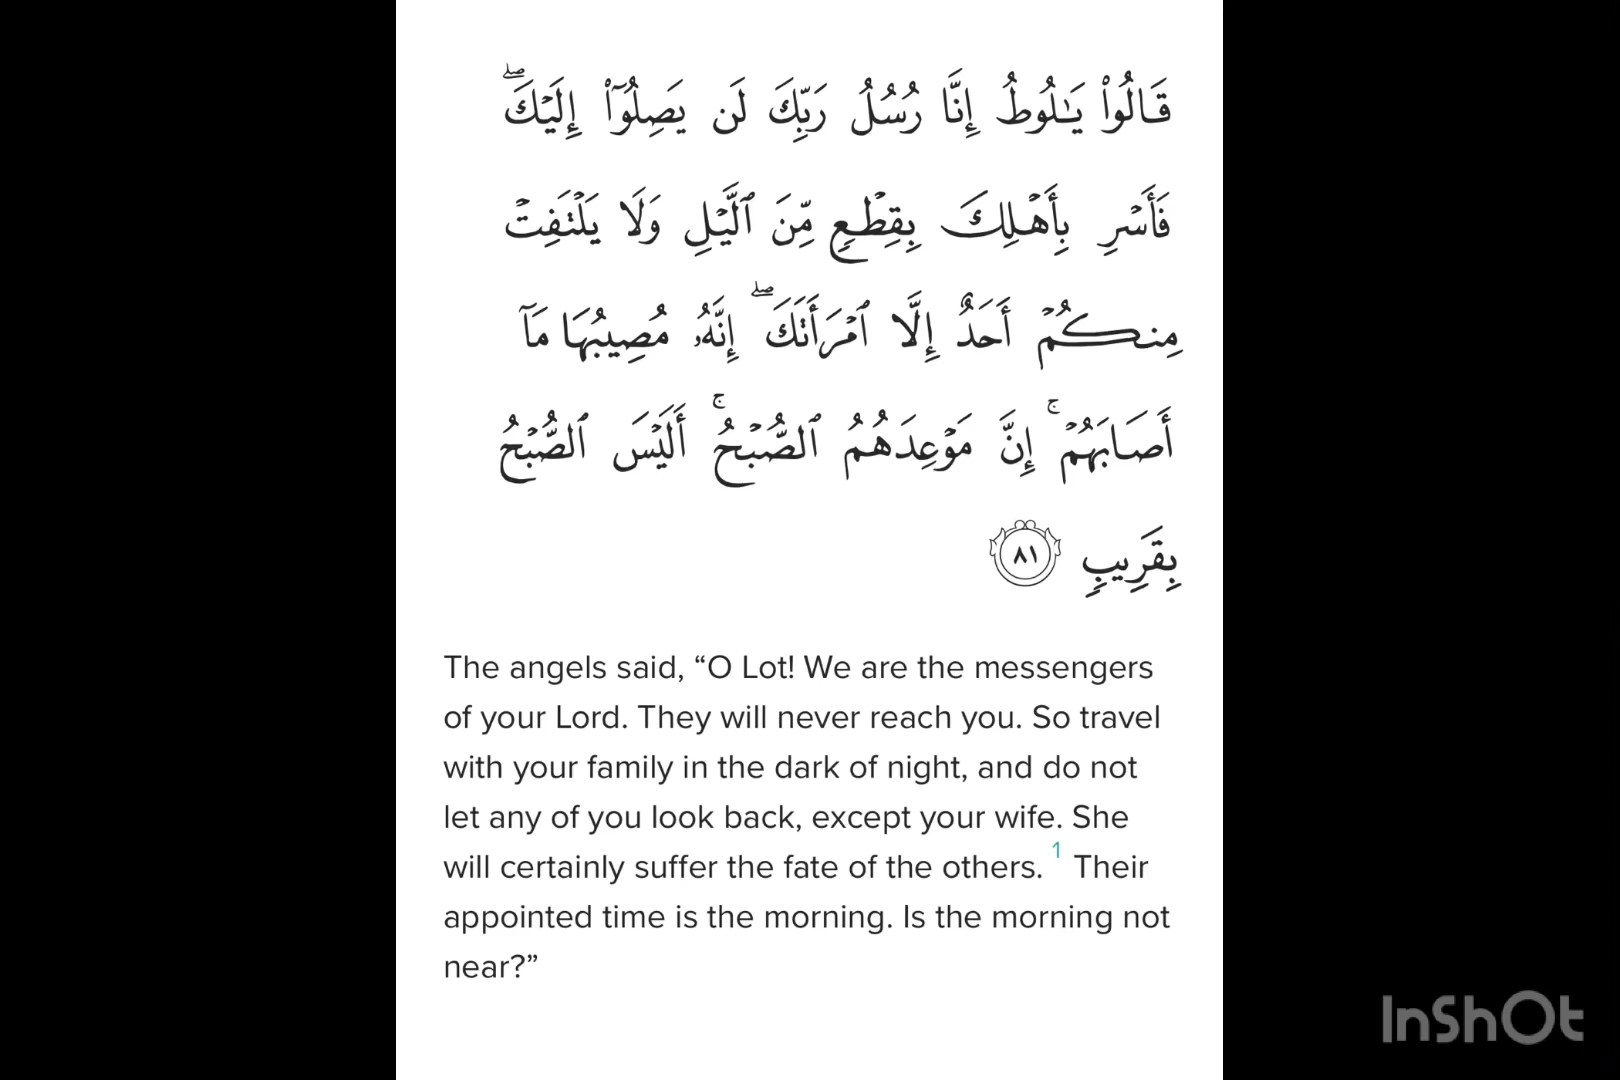 قَالُوا۟ يَـٰلُوطُ إِنَّا رُسُلُ رَبِّكَ لَن يَصِلُوٓا۟ إِلَيْكَ ۖ
فَأَسْرِ بِأَهْلِكَ بِقِطْعٍ مِّنَ ٱلَّيْلِ وَلَا يَلْتَفِتْ
مِنكُمْ أَحَدٌ إِلَّا ٱمْرَأَتَكَ ۖ إِنَّهُۥ مُصِيبُهَا مَآ
أَصَابَهُمْ ۚ إِنَّ مَوْعِدَهُمُ ٱلصُّبْحُ ۚ أَلَيْسَ ٱلصُّبْحُ
بِقَرِيبٍ ٨١
The angels said, “O Lot! We are the messengers
of your Lord. They will never reach you. So travel
with your family in the dark of night, and do not
let any of you look back, except your wife. She
will certainly suffer the fate of the others. 1 Their
appointed time is the morning. Is the morning not
near?”
InShOt